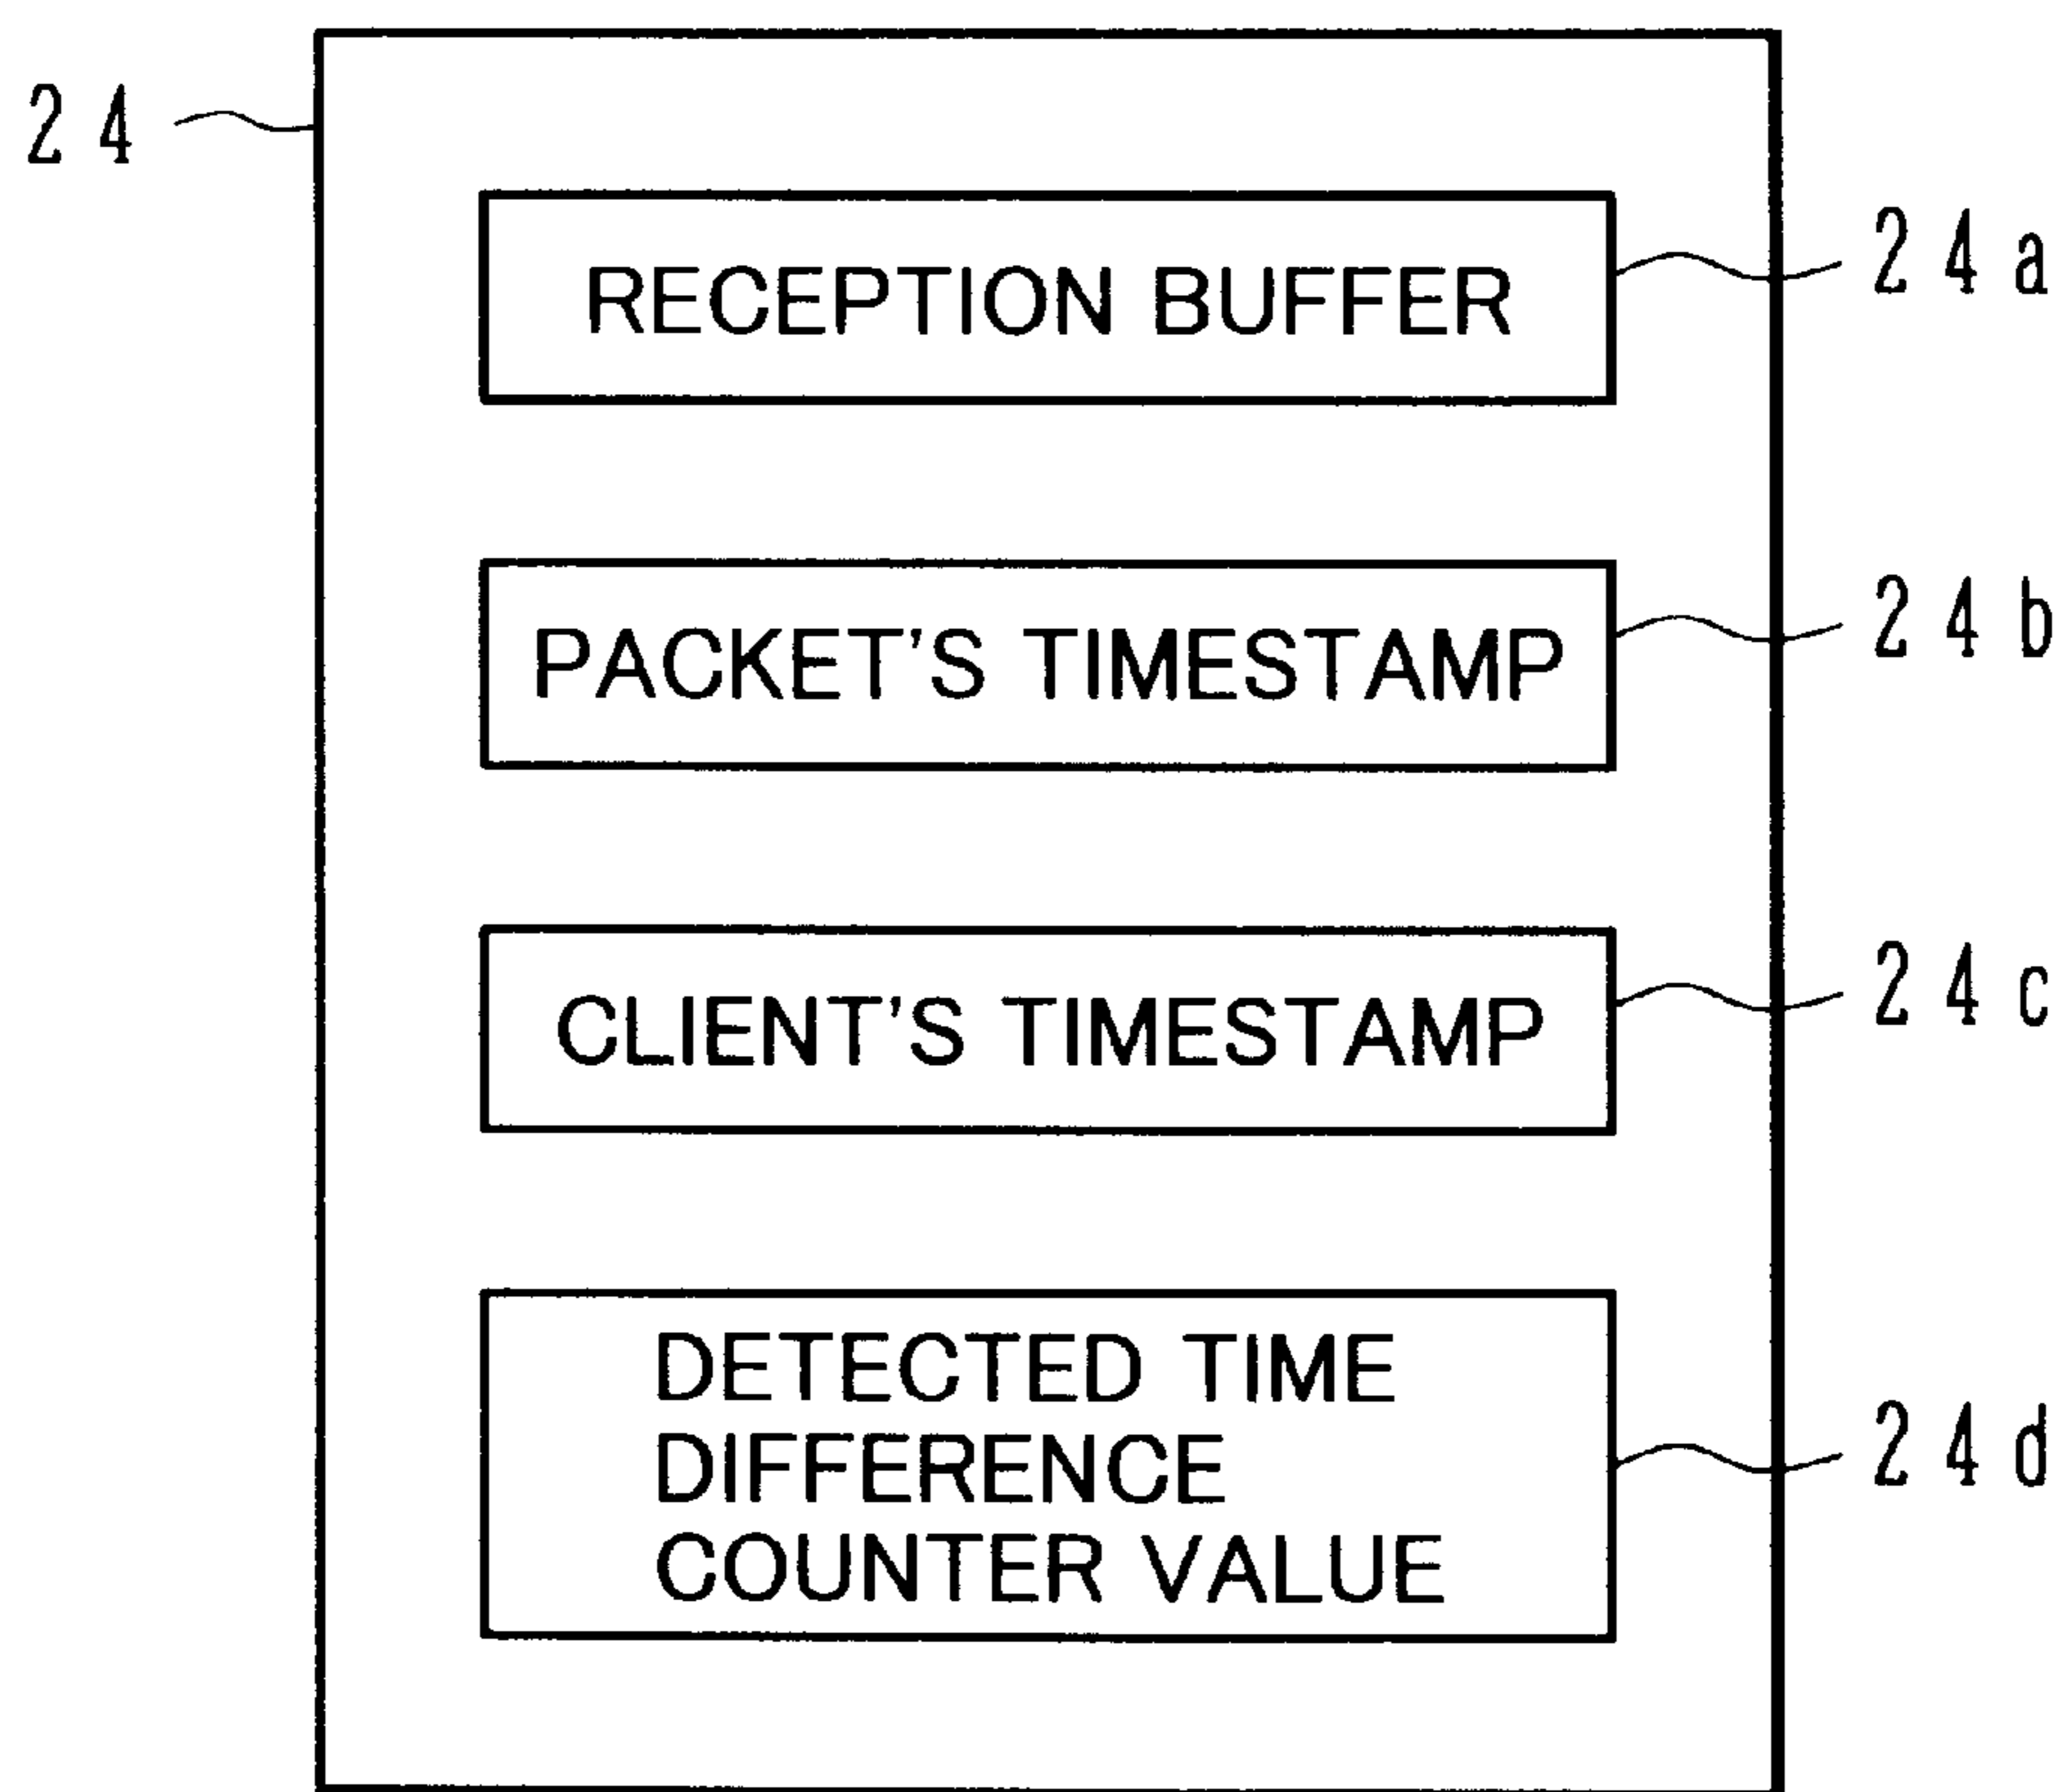 24
RECEPTION BUFFER
24a
PACKET'S TIMESTAMP
24b
CLIENT'S TIMESTAMP
24c
DETECTED TIME
DIFFERENCE
COUNTER VALUE
24d